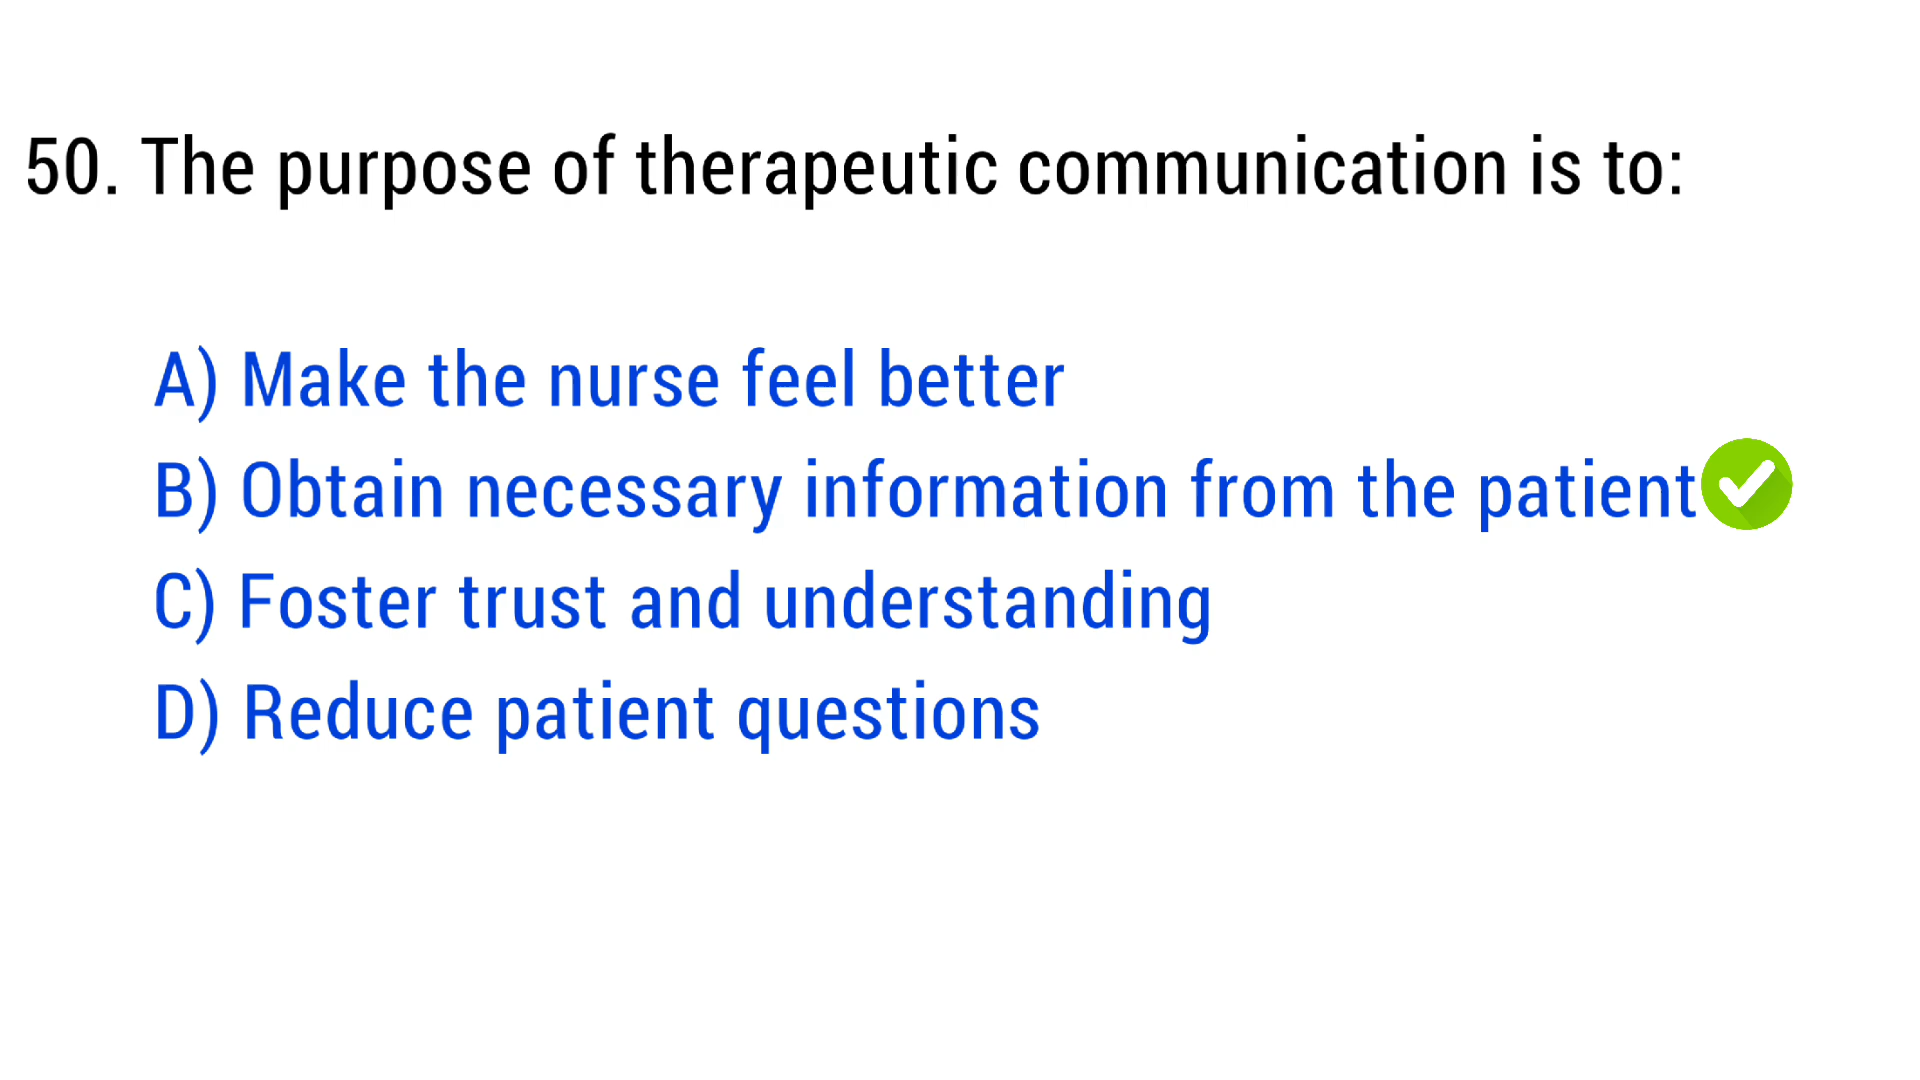 50. The purpose of therapeutic communication is to:
A) Make the nurse feel better
B) Obtain necessary information from the patient
C) Foster trust and understanding
D) Reduce patient questions